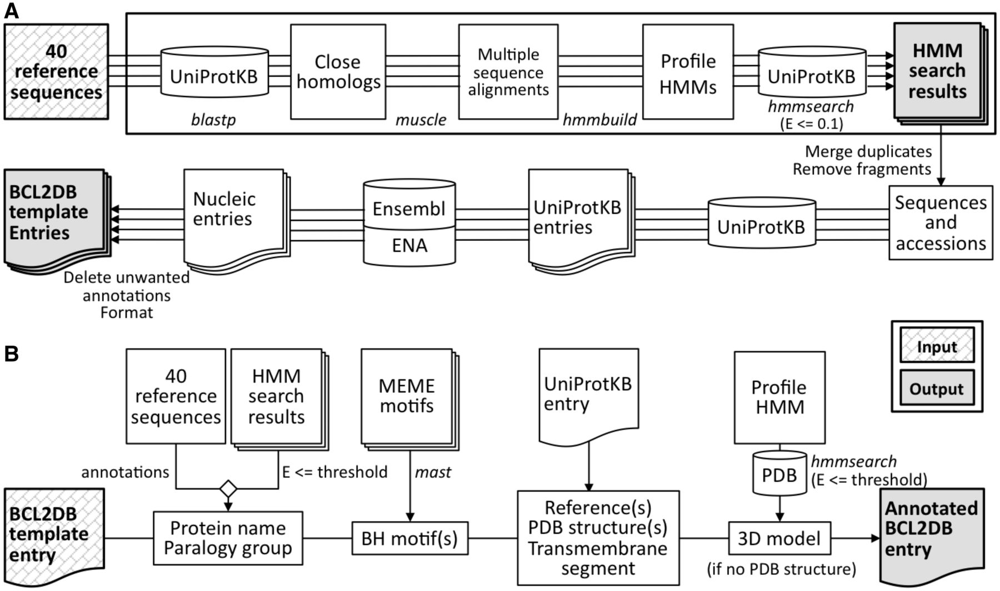 A
40
reference
sequences
UniProtKB
blastp
Close
homologs
muscle
Multiple
sequence
alignments
hmmbuild
Profile
HMMs
UniProtKB
hmmsearch
(E <= 0.1)
HMM
search
results
Merge duplicates
Remove fragments
Sequences
and
accessions
UniProtKB
UniProtKB
entries
Ensembl
ENA
Nucleic
entries
BCL2DB
template
Entries
Delete unwanted
annotations
Format
Input
Output
B
40
reference
sequences
HMM
search
results
annotations
E <= threshold
MEME
motifs
mast
UniProtKB
entry
Profile
HMM
PDB
hmmsearch
(E <= threshold)
BCL2DB
template
entry
Protein name
Paralogy group
BH motif(s)
Reference(s)
PDB structure(s)
Transmembrane
segment
3D model
(if no PDB structure)
Annotated
BCL2DB
entry